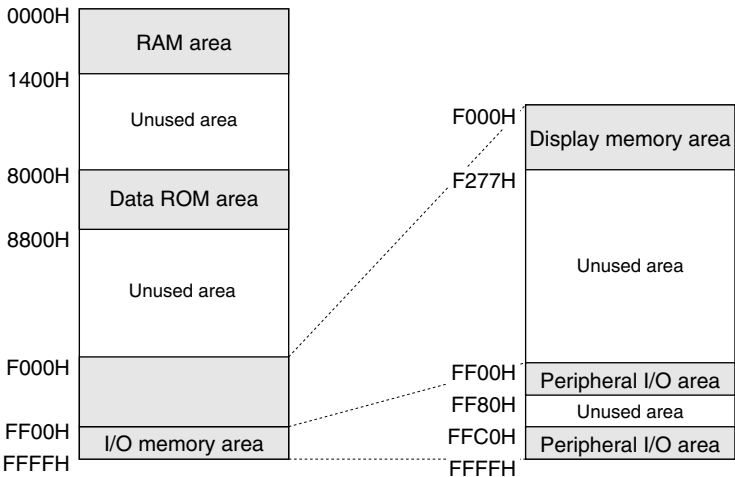 0000H
RAM area
1400H
Unused area
8000H
Data ROM area
8800H
Unused area
F000H
FF00H
I/O memory area
FFFFH
F000H
Display memory area
F277H
Unused area
FF00H
Peripheral I/O area
FF80H
Unused area
FFC0H
Peripheral I/O area
FFFFH